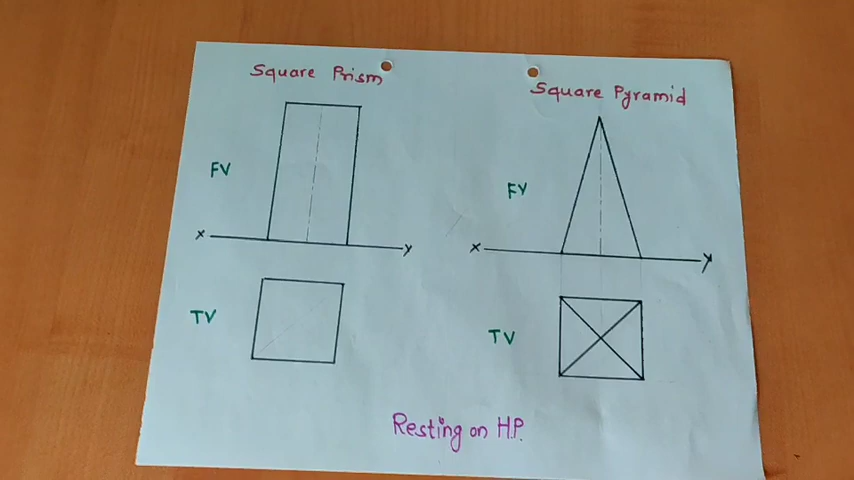 Square Prism
FV
X
Y
TV
Square Pyramid
FV
X
Y
TV
Resting on H.P.